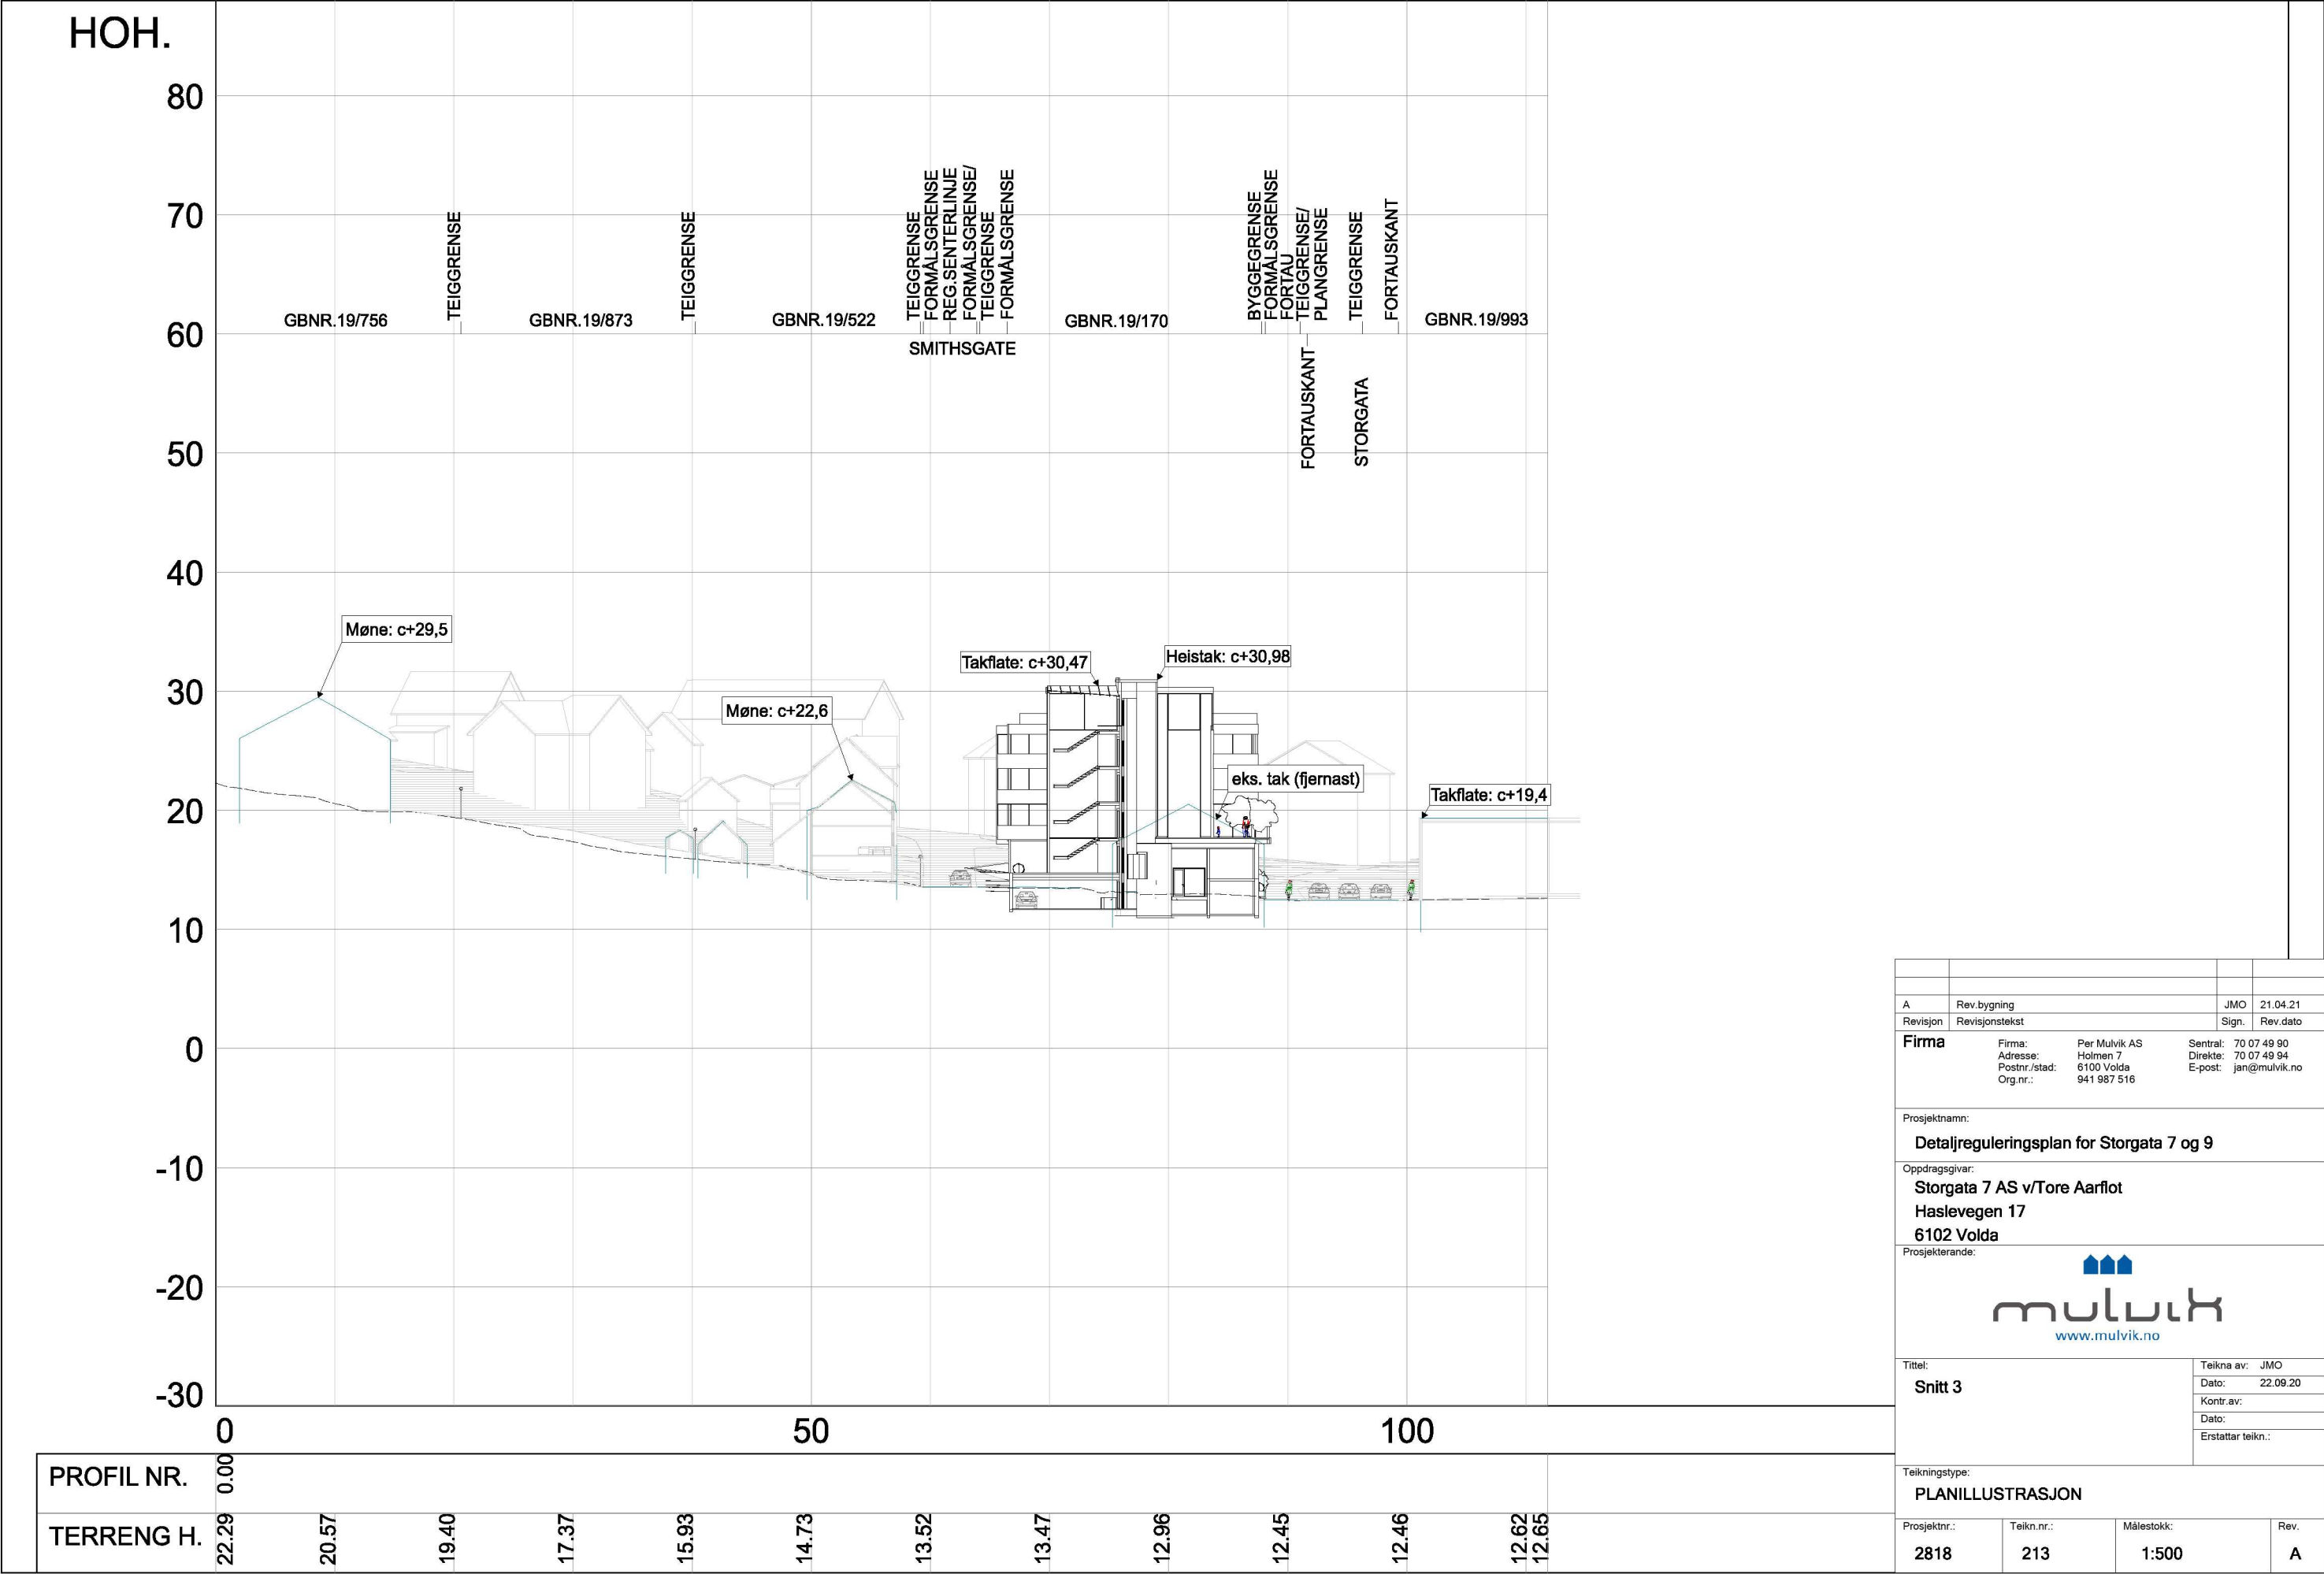 HOH.
80
70
60
50
40
30
20
10
0
-10
-20
-30
TEIGGRENSE
TEIGGRENSE
TEIGGRENSE
FORMÅLSGRENSE
REG.SENTERLINJE
FORMÅLSGRENSE/
TEIGGRENSE
FORMÅLSGRENSE
BYGGEGRENSE
FORMÅLSGRENSE
FORTAU
TEIGGRENSE/
PLANGRENSE
TEIGGRENSE
FORTAUSKANT
GBNR.19/756
GBNR.19/873
GBNR.19/522
GBNR.19/170
GBNR.19/993
SMITHSGATE
FORTAUSKANT
STORGATA
Møne: c+29,5
Møne: c+22,6
Takflate: c+30,47
Heistak: c+30,98
eks. tak (fjernast)
Takflate: c+19,4
0 50 100
PROFIL NR. 0.00
TERRENG H. 22.29 20.57 19.40 17.37 15.93 14.73 13.52 13.47 12.96 12.45 12.46 12.62 12.65
A Rev.bygning JMO 21.04.21
Revisjon Revisjonstekst Sign. Rev.dato
Firma
Firma: Per Mulvik AS Sentral: 70 07 49 90
Adresse: Holmen 7 Direkte: 70 07 49 94
Postnr./stad: 6100 Volda E-post: jan@mulvik.no
Org.nr.: 941 987 516
Prosjektnamn:
Detaljreguleringsplan for Storgata 7 og 9
Oppdragsgivar:
Storgata 7 AS v/Tore Aarflot
Haslevegen 17
6102 Volda
Prosjekterande:
mulvik
www.mulvik.no
Tittel:
Snitt 3
Teikna av: JMO
Dato: 22.09.20
Kontr.av:
Dato:
Erstattar teikn.:
Teikningstype:
PLANILLUSTRASJON
Prosjektnr.: Teikn.nr.: Målestokk: Rev.
2818 213 1:500 A